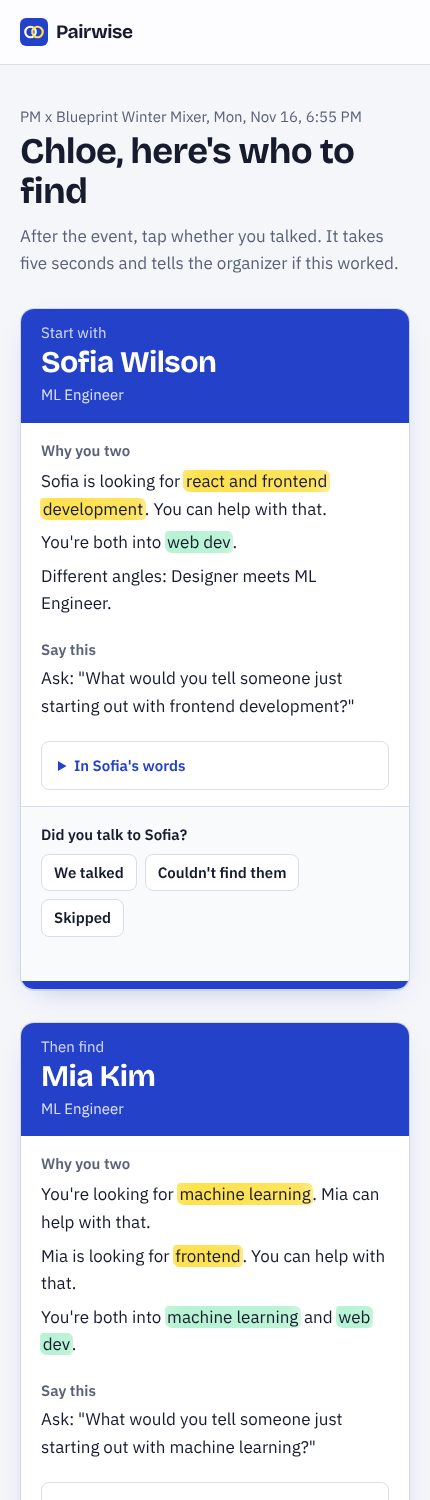 Pairwise
PM x Blueprint Winter Mixer, Mon, Nov 16, 6:55 PM
Chloe, here's who to
find
After the event, tap whether you talked. It takes
five seconds and tells the organizer if this worked.
Start with
Sofia Wilson
ML Engineer
Why you two
Sofia is looking for react and frontend
development. You can help with that.
You're both into web dev.
Different angles: Designer meets ML
Engineer.
Say this
Ask: "What would you tell someone just
starting out with frontend development?"
In Sofia's words
Did you talk to Sofia?
We talked
Couldn't find them
Skipped
Then find
Mia Kim
ML Engineer
Why you two
You're looking for machine learning. Mia can
help with that.
Mia is looking for frontend. You can help with
that.
You're both into machine learning and web
dev.
Say this
Ask: "What would you tell someone just
starting out with machine learning?"